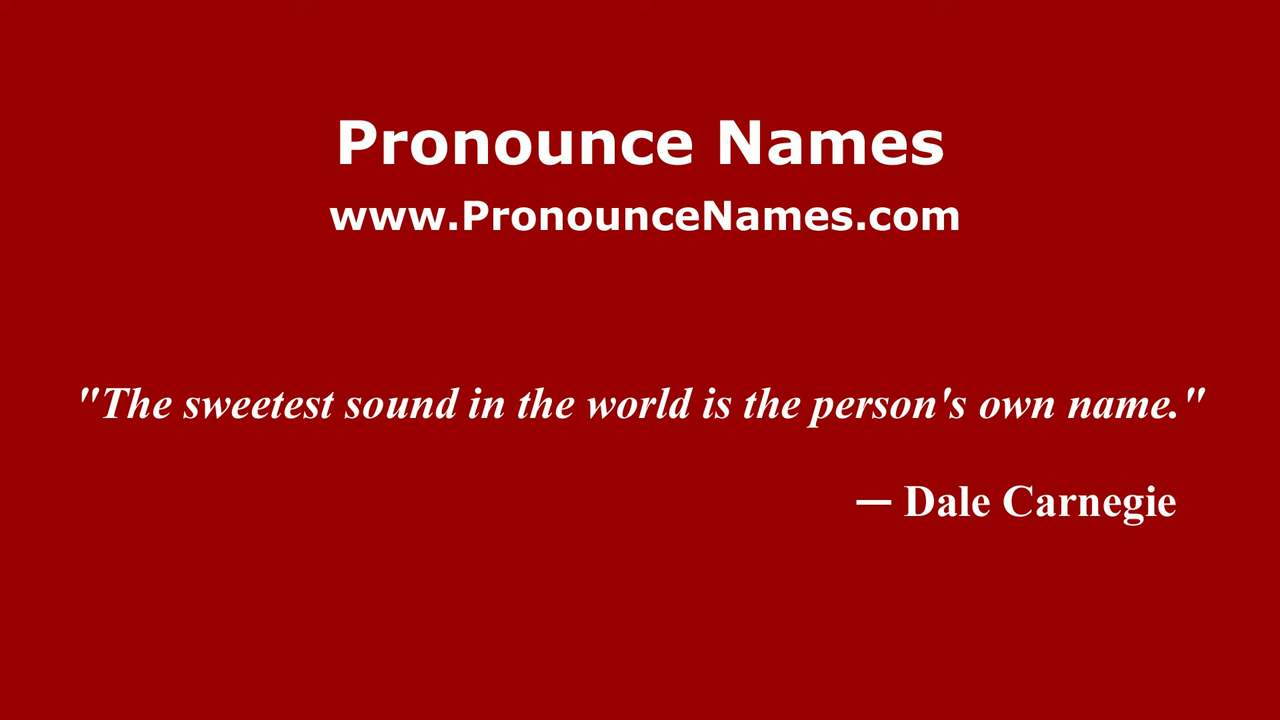 Pronounce Names
www.PronounceNames.com
"The sweetest sound in the world is the person's own name."
— Dale Carnegie